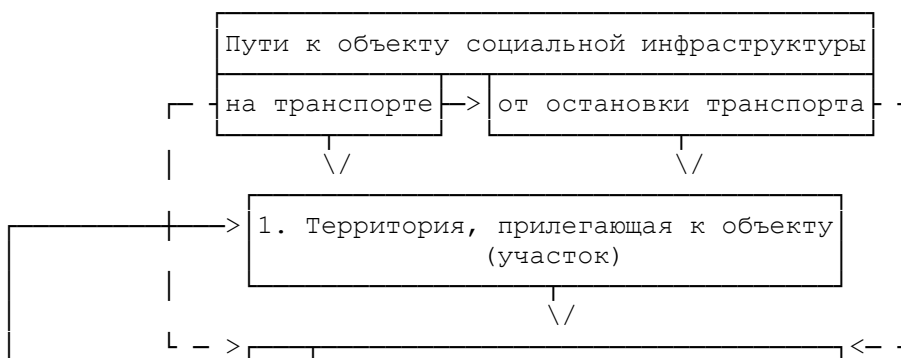 Пути к объекту социальной инфраструктуры
на транспорте
от остановки транспорта
1. Территория, прилегающая к объекту
(участок)